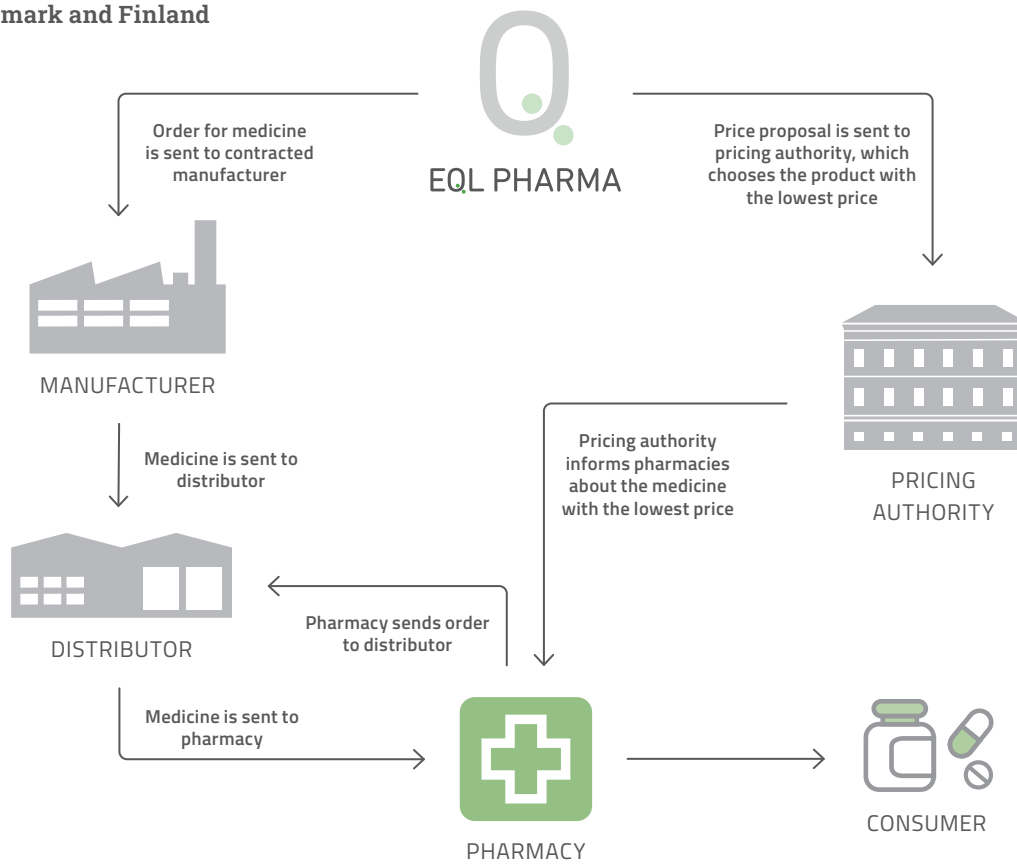 mark and Finland
EQL PHARMA
Order for medicine
is sent to contracted
manufacturer
Price proposal is sent to
pricing authority, which
chooses the product with
the lowest price
MANUFACTURER
Medicine is sent to
distributor
Pricing authority
informs pharmacies
about the medicine
with the lowest price
PRICING
AUTHORITY
DISTRIBUTOR
Pharmacy sends order
to distributor
Medicine is sent to
pharmacy
PHARMACY
CONSUMER